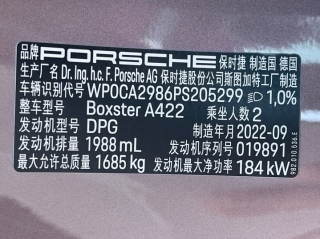 品牌 PORSCHE 保时捷 制造国 德国
生产厂名 Dr. Ing. h.c. F. Porsche AG 保时捷股份公司斯图加特工厂制造
车辆识别代号 WP0CA2986PS205299 1,0%
整车型号 Boxster A422 乘坐人数 2
发动机型号 DPG 制造年月 2022-09
发动机排量 1988 mL 发动机号 019891
最大允许总质量 1685 kg 发动机最大净功率 184 kW
992.010.536.E